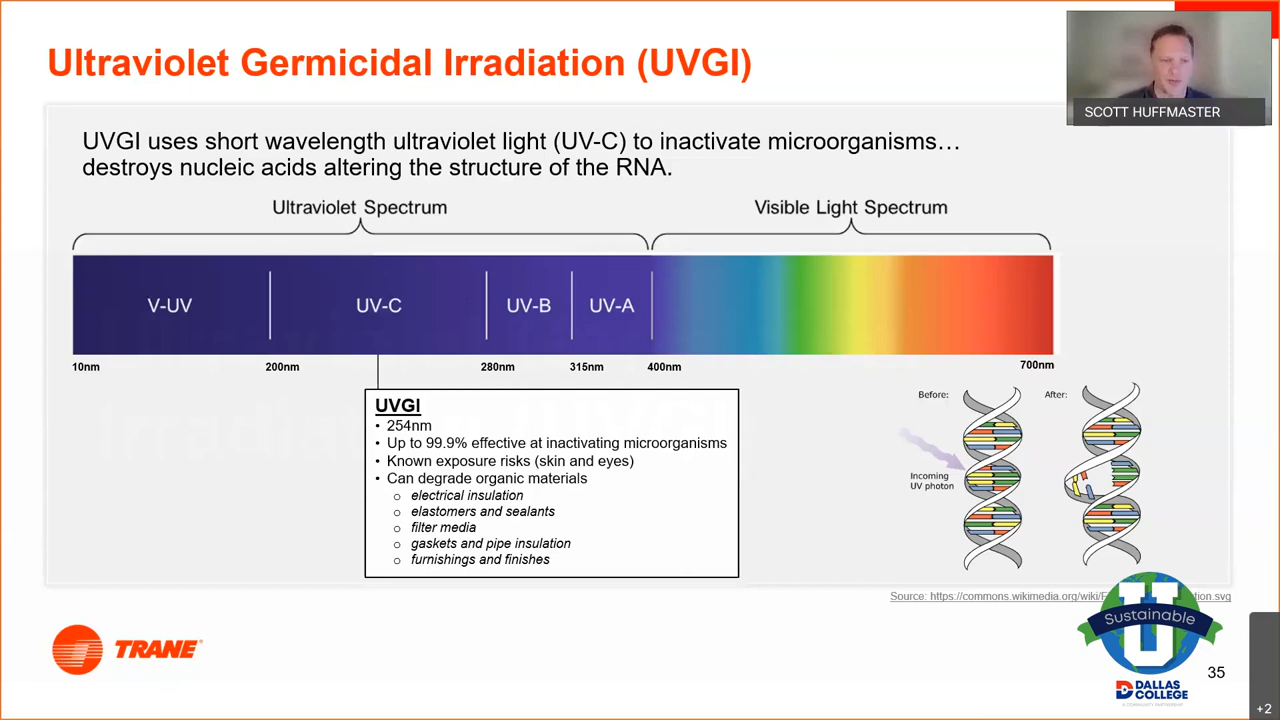 Ultraviolet Germicidal Irradiation (UVGI)
SCOTT HUFFMASTER
UVGI uses short wavelength ultraviolet light (UV-C) to inactivate microorganisms…
destroys nucleic acids altering the structure of the RNA.
Ultraviolet Spectrum
Visible Light Spectrum
V-UV
UV-C
UV-B
UV-A
10nm
200nm
280nm
315nm
400nm
700nm
UVGI
• 254nm
• Up to 99.9% effective at inactivating microorganisms
• Known exposure risks (skin and eyes)
• Can degrade organic materials
o electrical insulation
o elastomers and sealants
o filter media
o gaskets and pipe insulation
o furnishings and finishes
Before:
After:
Incoming
UV photon
Source: https://commons.wikimedia.org/wiki/
TRANE
Sustainable
U
DALLAS
COLLEGE
35
+2